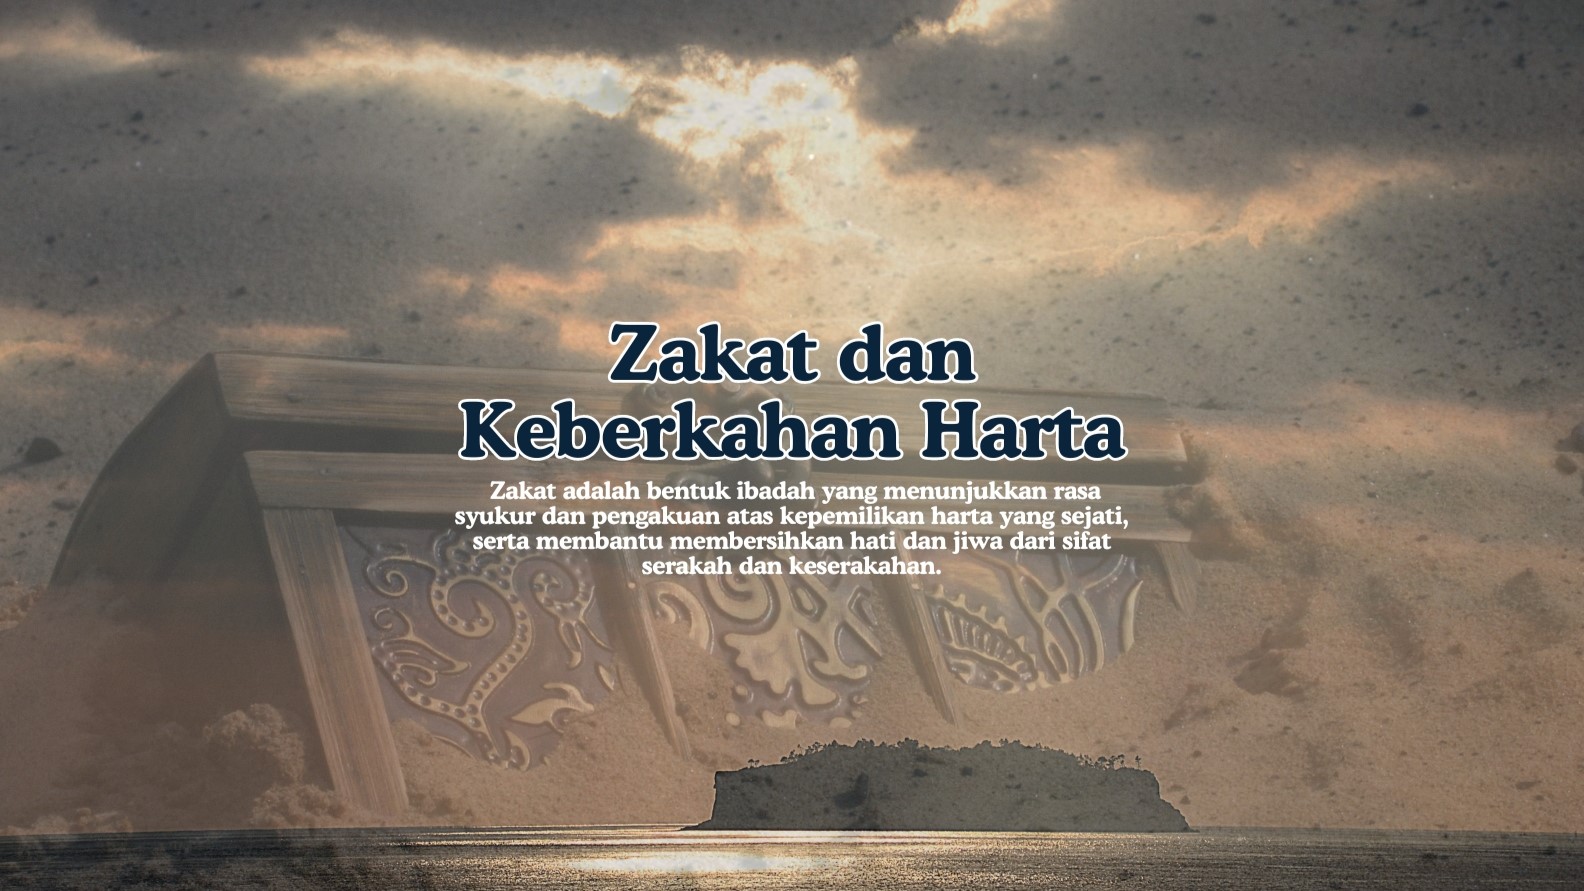 Zakat dan
Keberkahan Harta
Zakat adalah bentuk ibadah yang menunjukkan rasa
syukur dan pengakuan atas kepemilikan harta yang sejati,
serta membantu membersihkan hati dan jiwa dari sifat
serakah dan keserakahan.